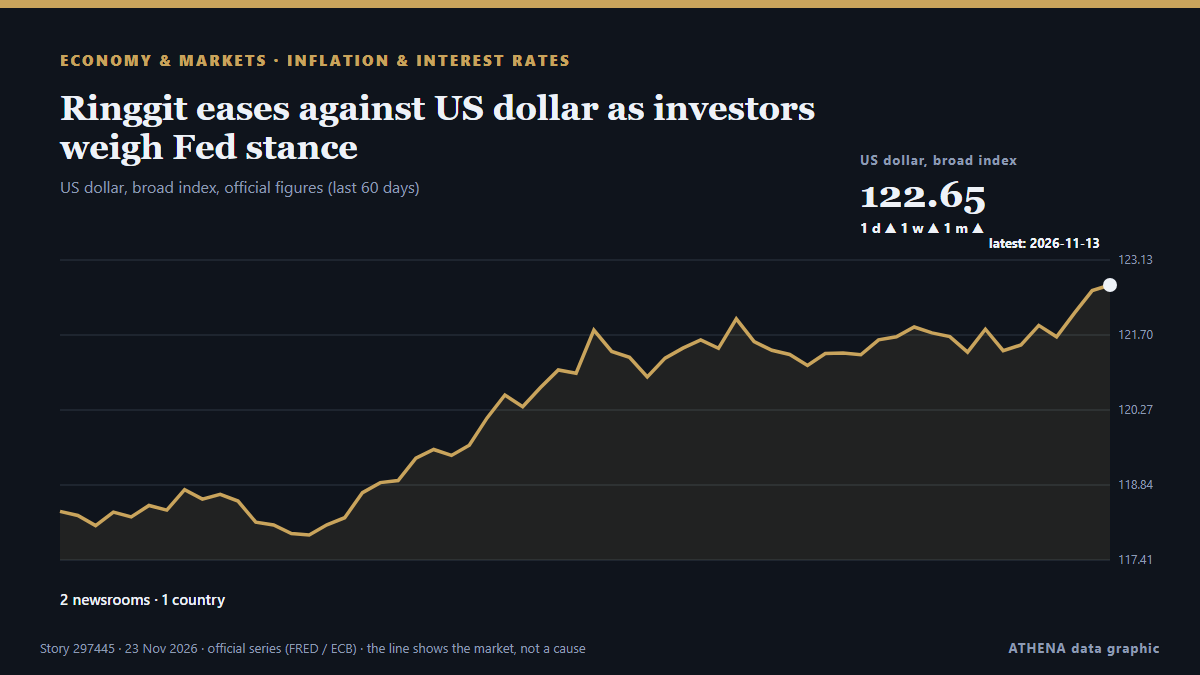 ECONOMY & MARKETS · INFLATION & INTEREST RATES
Ringgit eases against US dollar as investors
weigh Fed stance
US dollar, broad index, official figures (last 60 days)
US dollar, broad index
122.65
1 d ▲ 1 w ▲ 1 m ▲
latest: 2026-11-13
123.13
121.70
120.27
118.84
117.41
2 newsrooms · 1 country
Story 297445 · 23 Nov 2026 · official series (FRED / ECB) · the line shows the market, not a cause
ATHENA data graphic